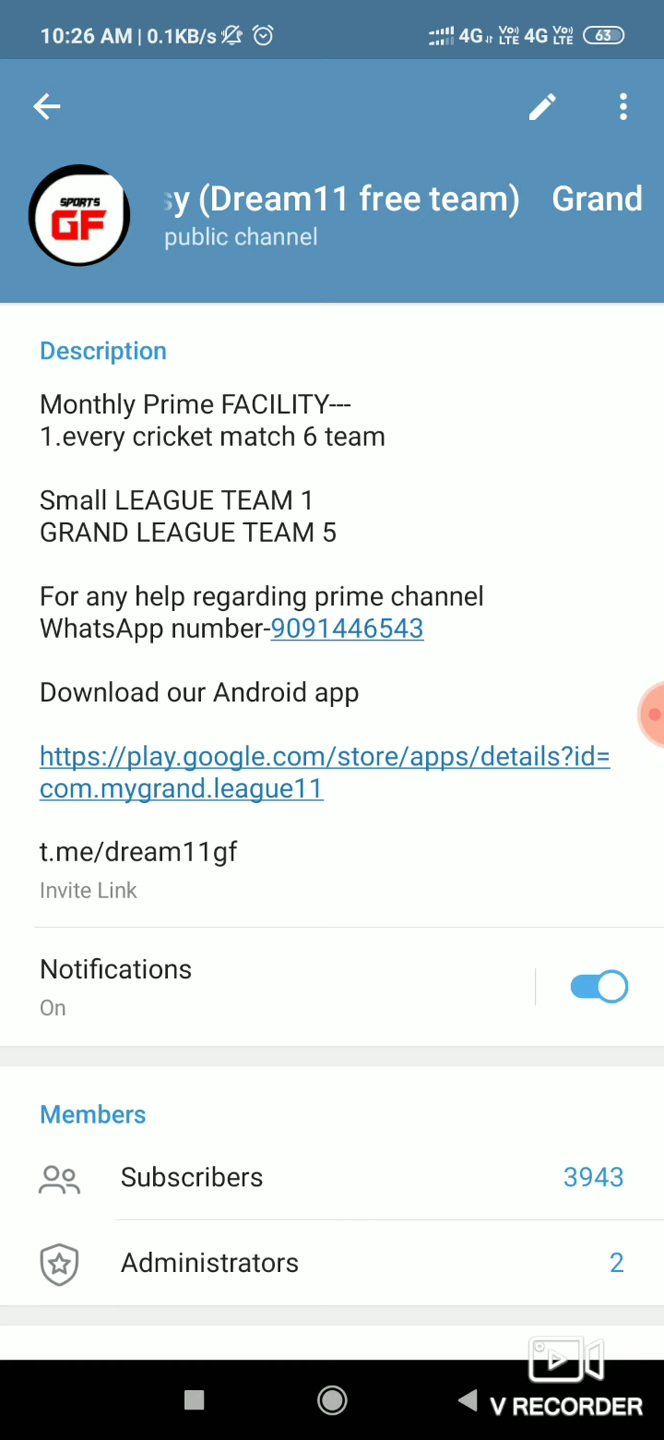 10:26 AM | 0.1KB/s 4G VoLTE 4G VoLTE 63
SPORTS
GF
sy (Dream11 free team) Grand
public channel
Description
Monthly Prime FACILITY---
1.every cricket match 6 team
Small LEAGUE TEAM 1
GRAND LEAGUE TEAM 5
For any help regarding prime channel
WhatsApp number-9091446543
Download our Android app
https://play.google.com/store/apps/details?id=
com.mygrand.league11
t.me/dream11gf
Invite Link
Notifications
On
Members
Subscribers 3943
Administrators 2
V RECORDER